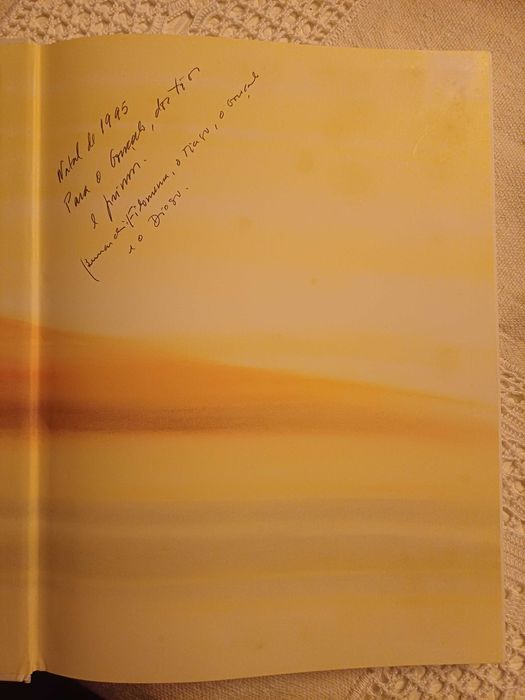 Natal de 1995
Para o Gonçalo, dos tios
e primos.
Filomena, o Tiago, o Gonçalo
e o Diogo.